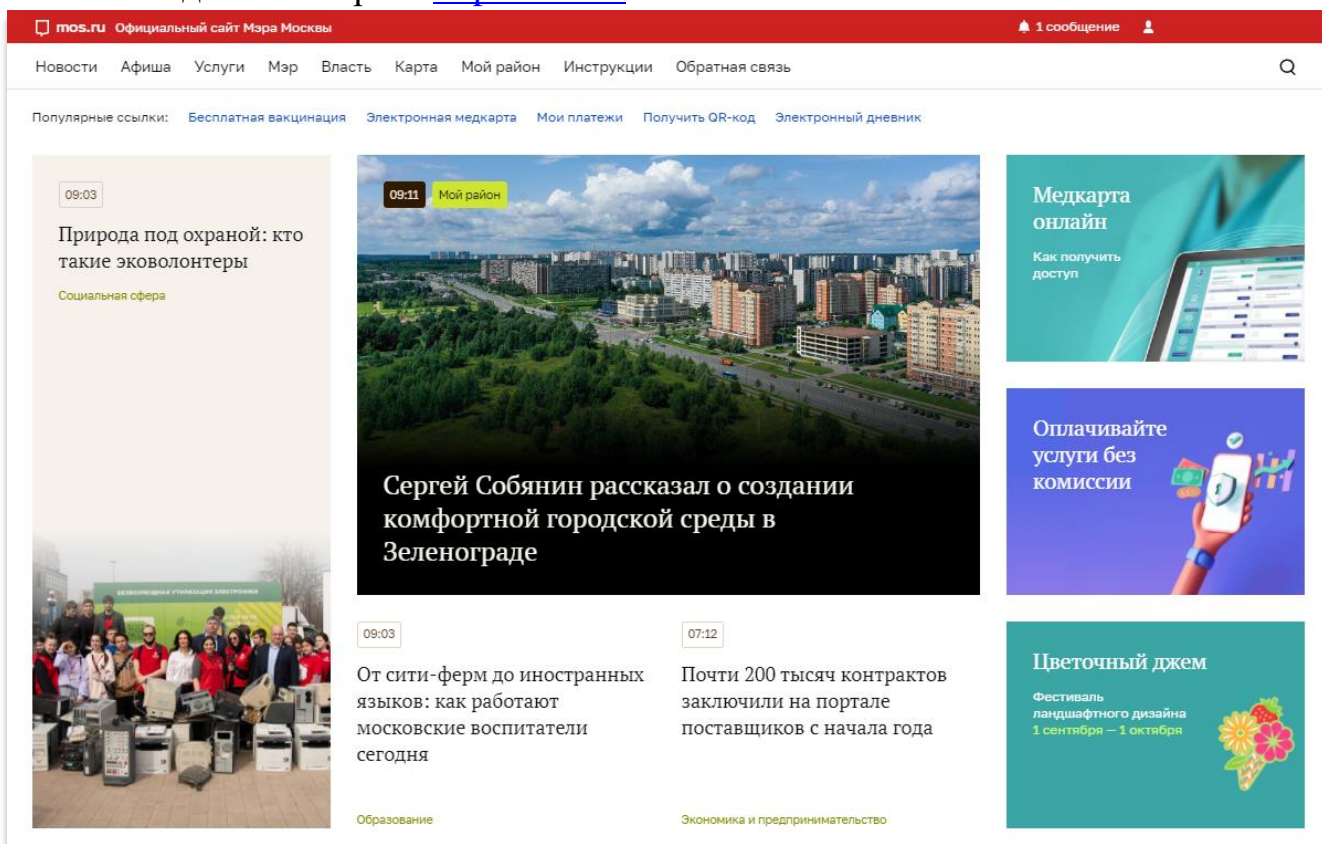 mos.ru Официальный сайт Мэра Москвы
1 сообщение
Новости Афиша Услуги Мэр Власть Карта Мой район Инструкции Обратная связь
Популярные ссылки: Бесплатная вакцинация Электронная медкарта Мои платежи Получить QR-код Электронный дневник
09:03
Природа под охраной: кто
такие эковолонтеры
Социальная сфера
БЕЗВОЗМЕЗДНАЯ УТИЛИЗАЦИЯ ЭЛЕКТРОНИКИ
09:11 Мой район
Сергей Собянин рассказал о создании
комфортной городской среды в
Зеленограде
09:03
От сити-ферм до иностранных
языков: как работают
московские воспитатели
сегодня
Образование
07:12
Почти 200 тысяч контрактов
заключили на портале
поставщиков с начала года
Экономика и предпринимательство
Медкарта
онлайн
Как получить
доступ
Оплачивайте
услуги без
комиссии
Цветочный джем
Фестиваль
ландшафтного дизайна
1 сентября — 1 октября